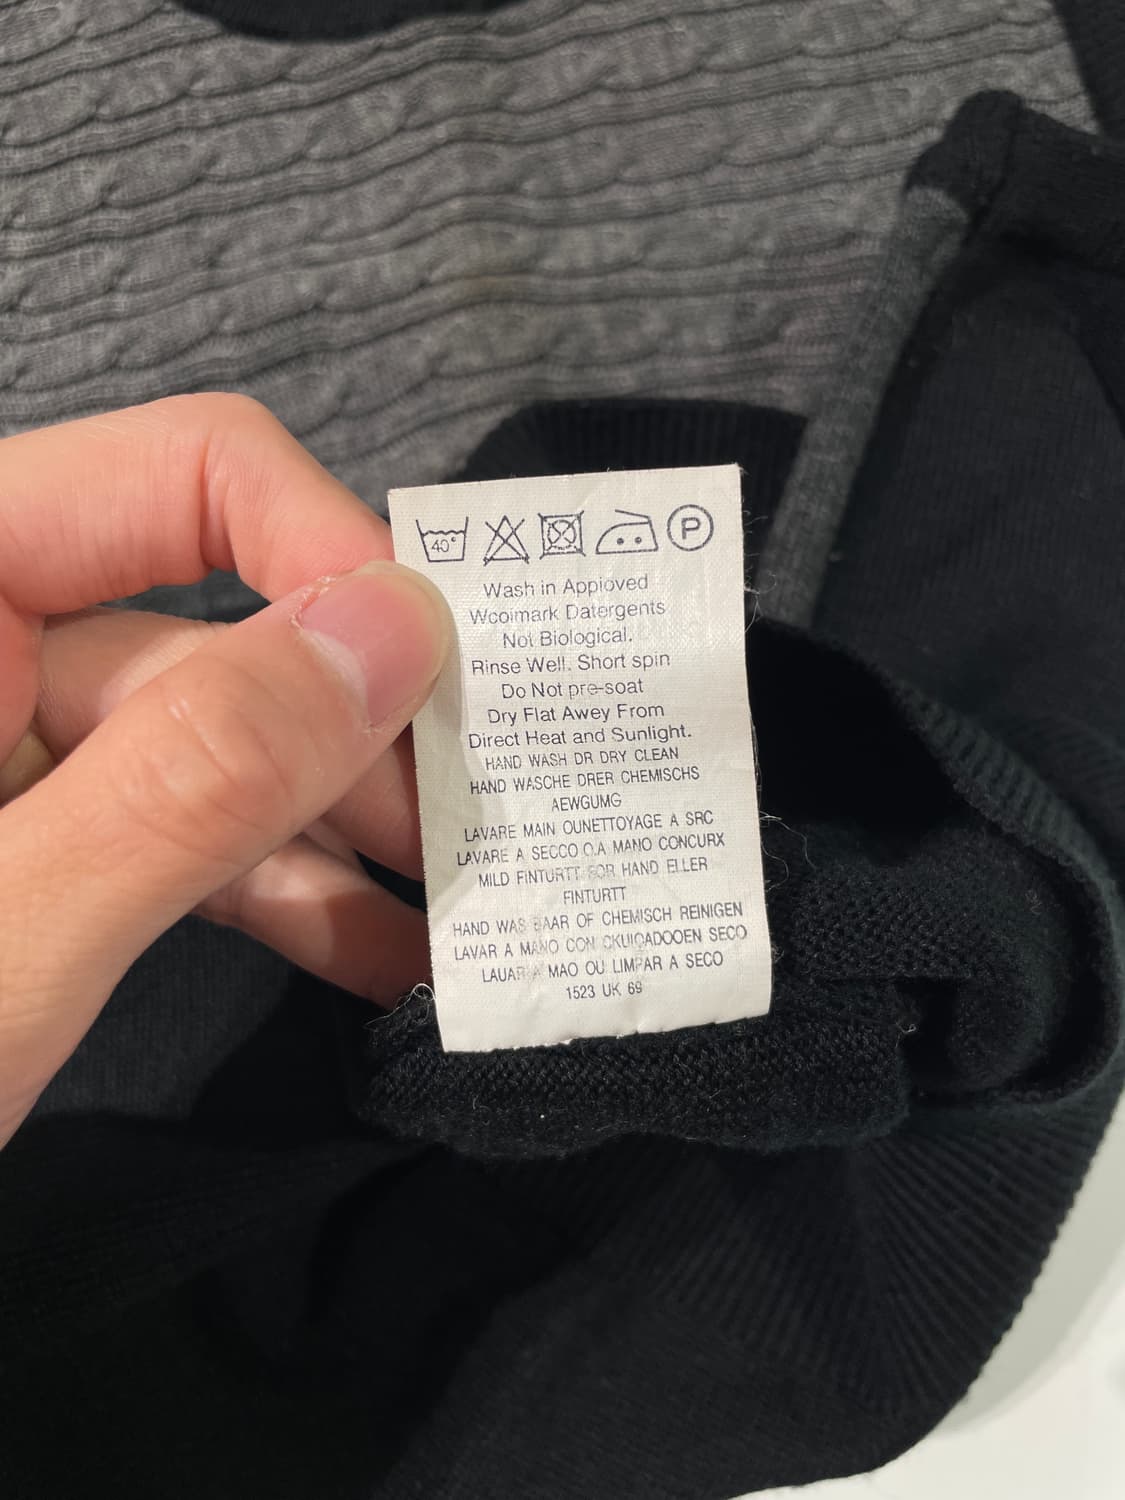 40°
P
Wash in Appioved
Wcoimark Datergents
Not Biological.
Rinse Well. Short spin
Do Not pre-soat
Dry Flat Awey From
Direct Heat and Sunlight.
HAND WASH DR DRY CLEAN
HAND WASCHE DRER CHEMISCHS
AEWGUMG
LAVARE MAIN OUNETTOYAGE A SRC
LAVARE A SECCO O.A MANO CONCURX
MILD FINTURTT FOR HAND ELLER
FINTURTT
HAND WAS BAAR OF CHEMISCH REINIGEN
LAVAR A MANO CON CKUICADOOEN SECO
LAUAR A MAO OU LIMPAR A SECO
1523 UK 69